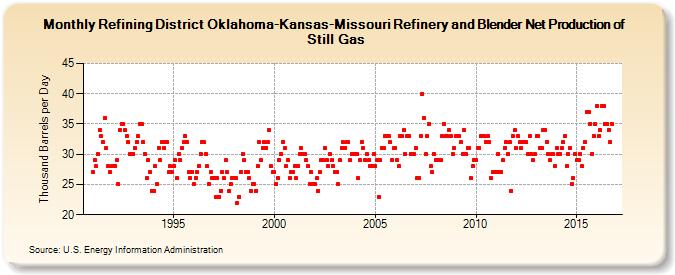 Monthly Refining District Oklahoma-Kansas-Missouri Refinery and Blender Net Production of
Still Gas
Thousand Barrels per Day
45
40
35
30
25
20
1995
2000
2005
2010
2015
Source: U.S. Energy Information Administration